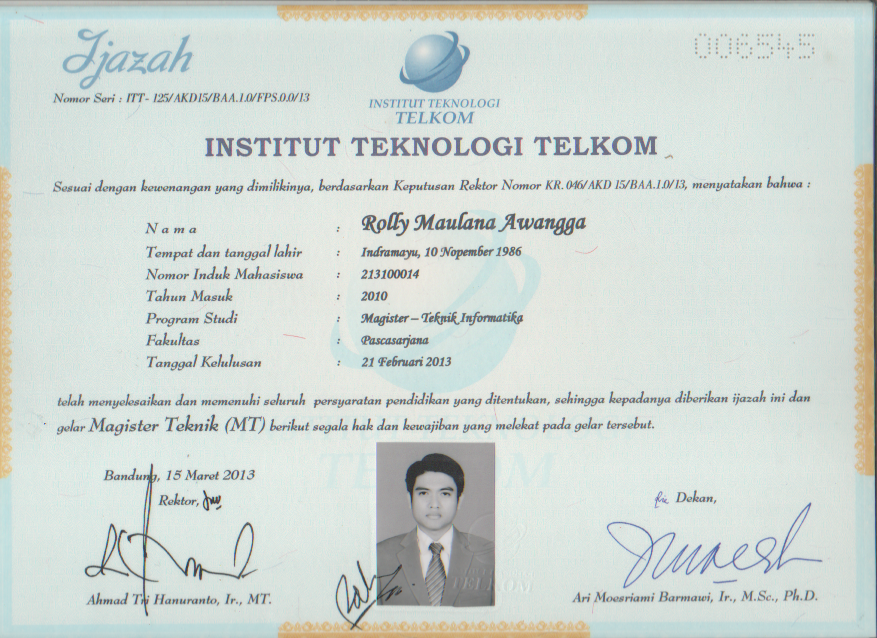 Ijazah
006545
Nomor Seri : ITT- 125/AKD15/BAA.1.0/FPS.0.0/13
INSTITUT TEKNOLOGI
TELKOM
INSTITUT TEKNOLOGI TELKOM
Sesuai dengan kewenangan yang dimilikinya, berdasarkan Keputusan Rektor Nomor KR. 046/AKD 15/BAA.1.0/13, menyatakan bahwa :
N a m a : Rolly Maulana Awangga
Tempat dan tanggal lahir : Indramayu, 10 Nopember 1986
Nomor Induk Mahasiswa : 213100014
Tahun Masuk : 2010
Program Studi : Magister – Teknik Informatika
Fakultas : Pascasarjana
Tanggal Kelulusan : 21 Februari 2013
telah menyelesaikan dan memenuhi seluruh persyaratan pendidikan yang ditentukan, sehingga kepadanya diberikan ijazah ini dan
gelar Magister Teknik (MT) berikut segala hak dan kewajiban yang melekat pada gelar tersebut.
Bandung, 15 Maret 2013
Rektor,
Dekan,
TELKOM
Ahmad Tri Hanuranto, Ir., MT.
Ari Moesriami Barmawi, Ir., M.Sc., Ph.D.